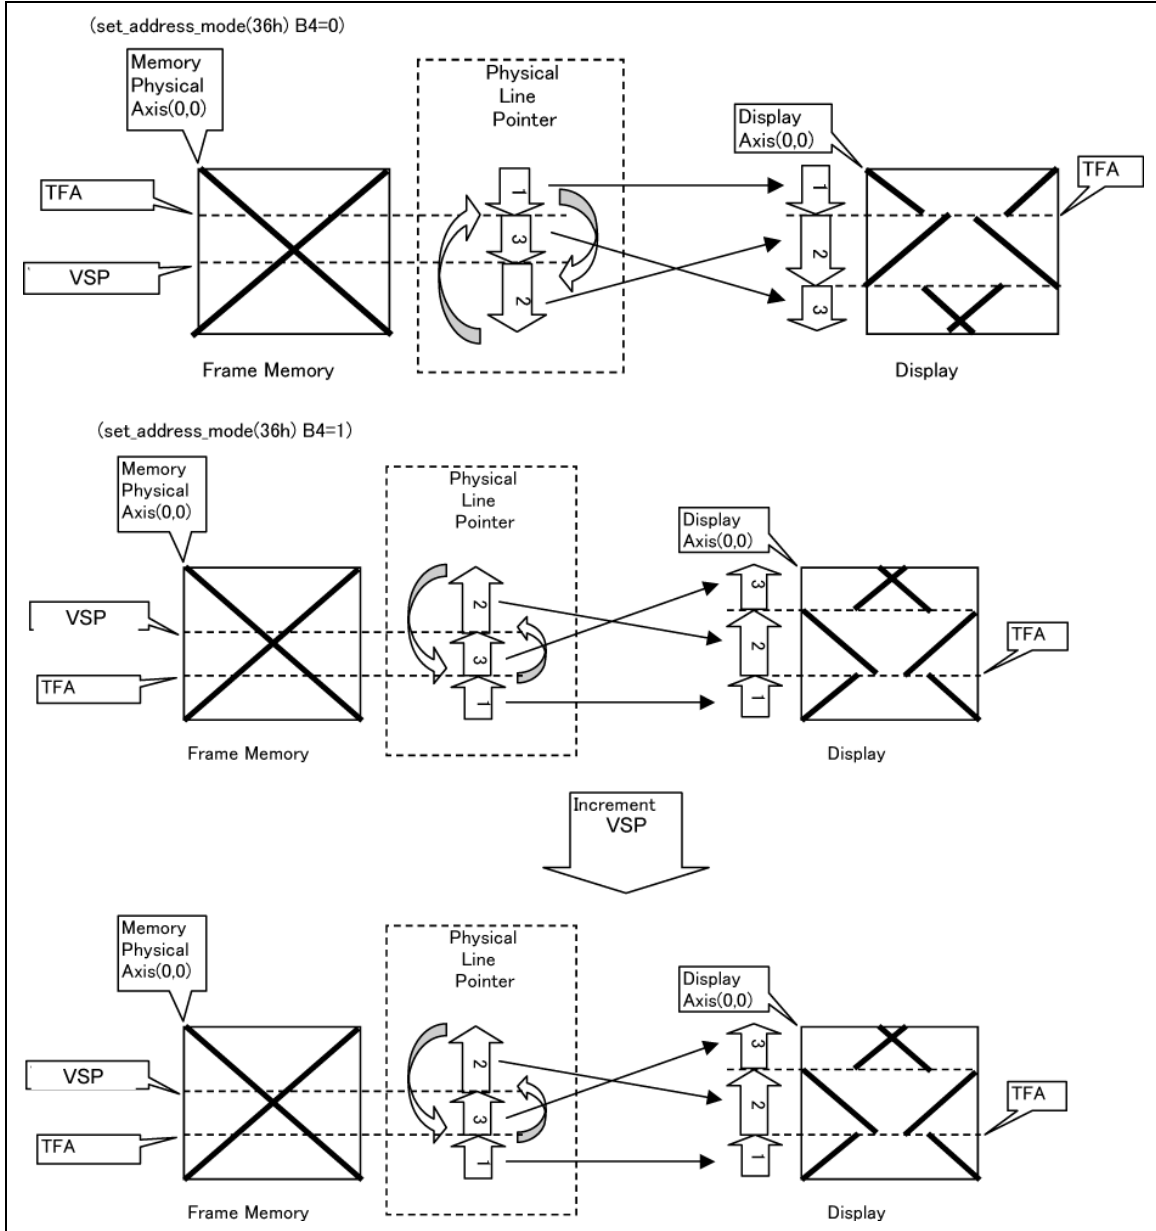 (set_address_mode(36h) B4=0)
Memory
Physical
Axis(0,0)
Physical
Line
Pointer
Display
Axis(0,0)
TFA
TFA
VSP
1
3
2
1
2
3
Frame Memory
Display
(set_address_mode(36h) B4=1)
Memory
Physical
Axis(0,0)
Physical
Line
Pointer
Display
Axis(0,0)
VSP
TFA
TFA
2
3
1
3
2
1
Frame Memory
Display
Increment
VSP
Memory
Physical
Axis(0,0)
Physical
Line
Pointer
Display
Axis(0,0)
VSP
TFA
TFA
2
3
1
3
2
1
Frame Memory
Display